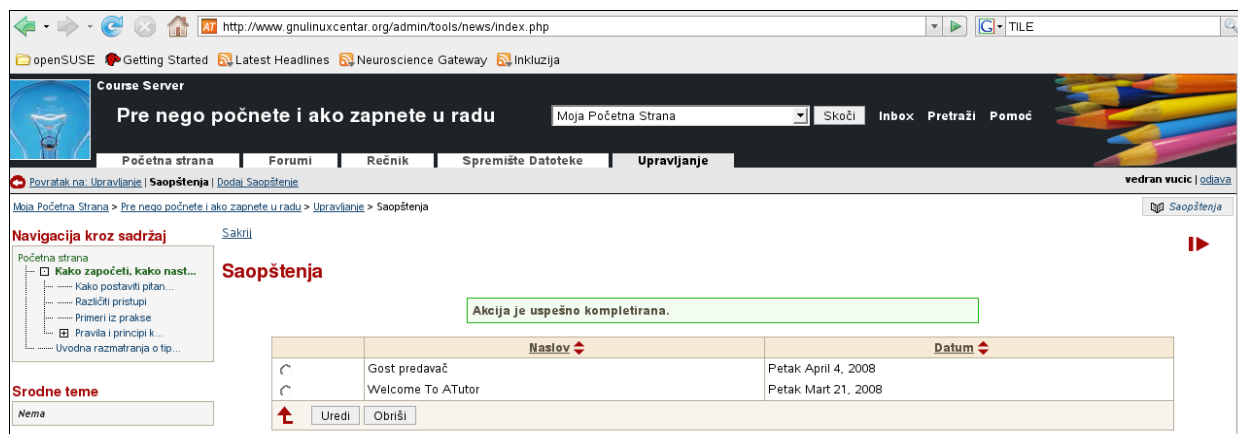 http://www.gnulinuxcentar.org/admin/tools/news/index.php G TILE
openSUSE Getting Started Latest Headlines Neuroscience Gateway Inkluzija
Course Server
Pre nego počnete i ako zapnete u radu Moja Početna Strana Skoči Inbox Pretraži Pomoć
Početna strana Forumi Rečnik Spremište Datoteke Upravljanje
Povratak na: Upravljanje | Saopštenja | Dodaj Saopštenje vedran vucic | odjava
Moja Početna Strana > Pre nego počnete i ako zapnete u radu > Upravljanje > Saopštenja Saopštenja
Navigacija kroz sadržaj Sakrij
Početna strana
Kako započeti, kako nast...
Kako postaviti pitan...
Različiti pristupi
Primeri iz prakse
Pravila i principi k...
Uvodna razmatranja o tip...
Saopštenja
Akcija je uspešno kompletirana.
Naslov Datum
Gost predavač Petak April 4, 2008
Welcome To ATutor Petak Mart 21, 2008
Uredi Obriši
Srodne teme
Nema